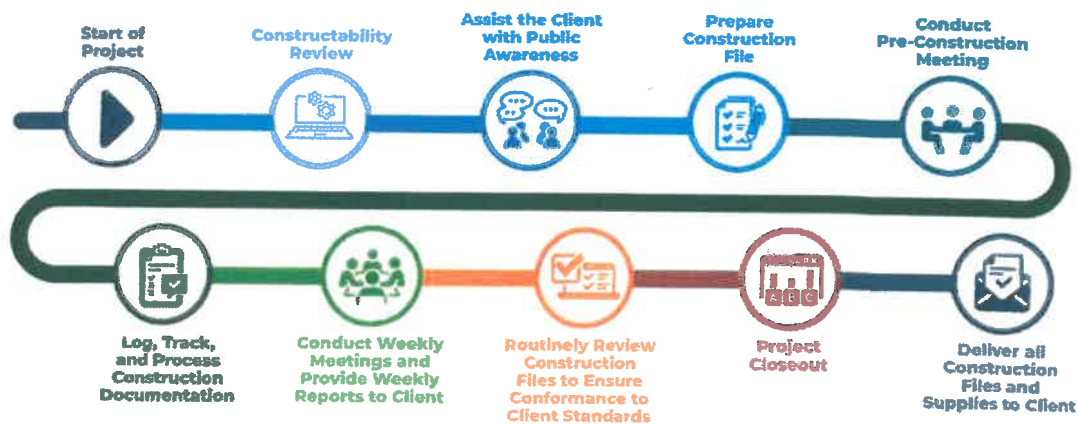 Start of
Project
Constructability
Review
Assist the Client
with Public
Awareness
Prepare
Construction
File
Conduct
Pre-Construction
Meeting
Log, Track,
and Process
Construction
Documentation
Conduct Weekly
Meetings and
Provide Weekly
Reports to Client
Routinely Review
Construction
Files to Ensure
Conformance to
Client Standards
Project
Closeout
Deliver all
Construction
Files and
Supplies to Client